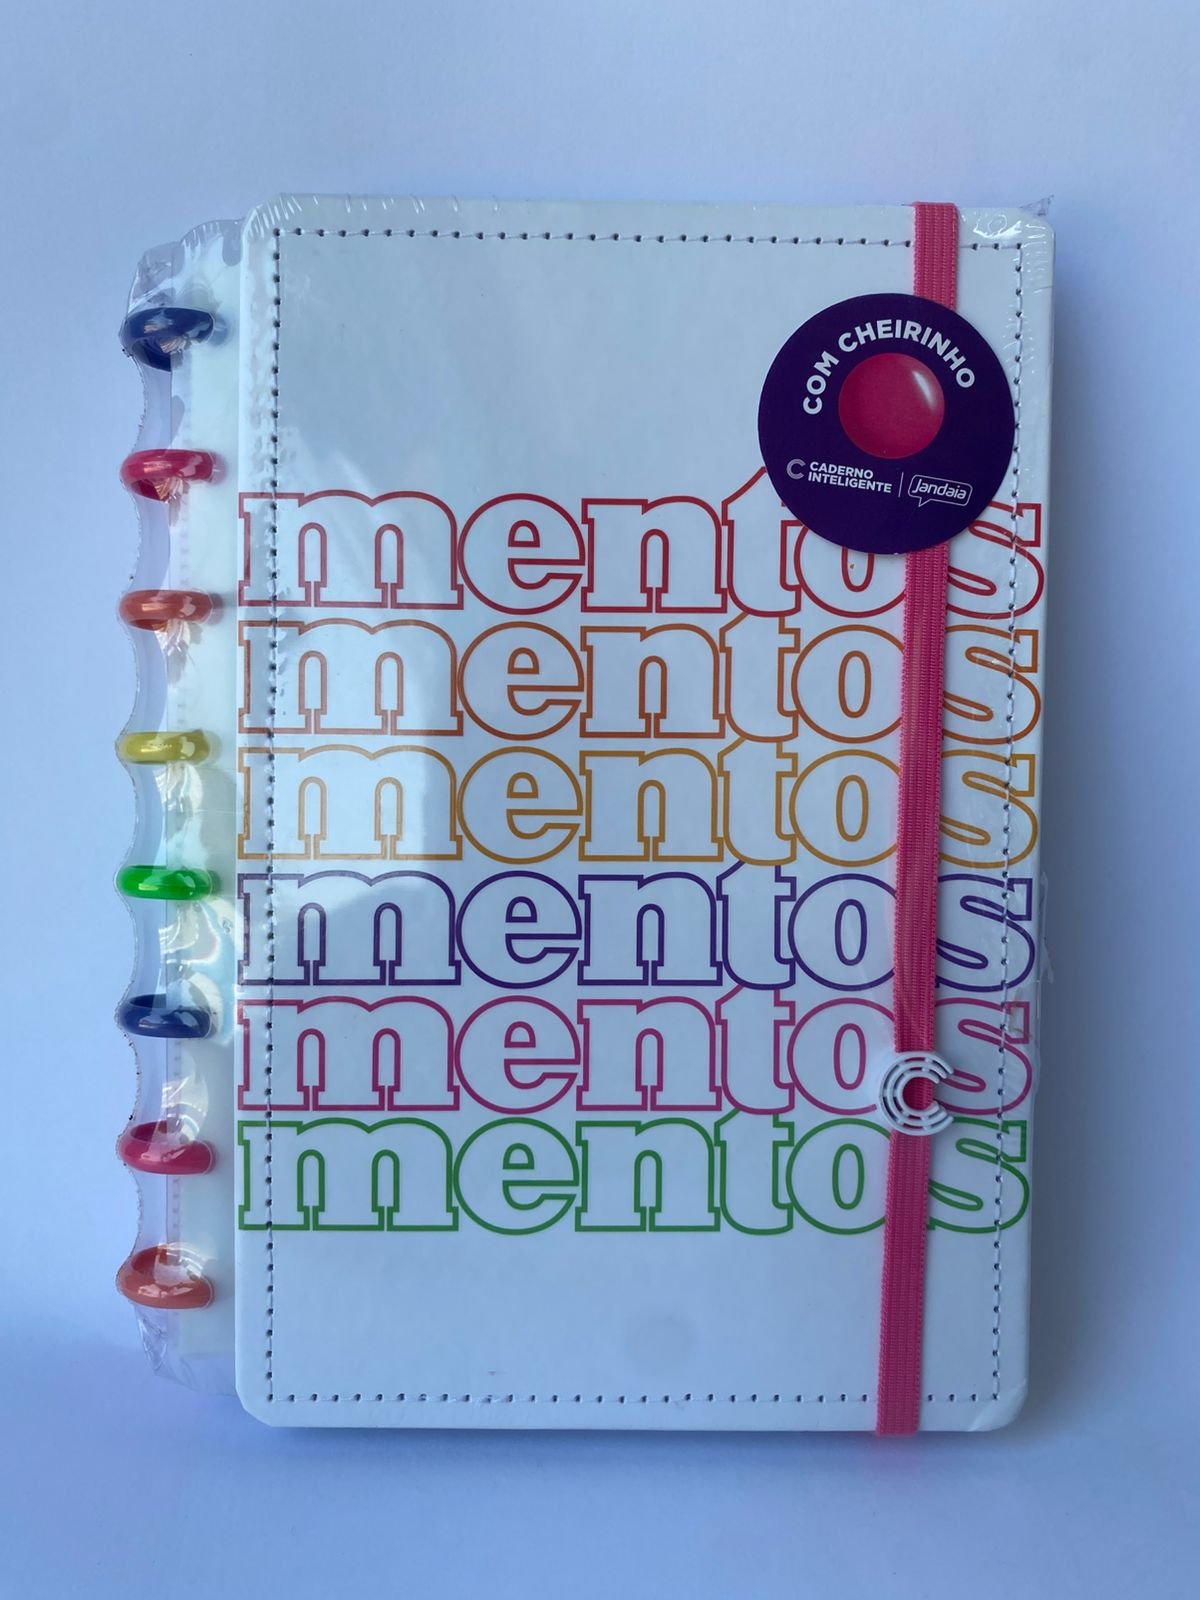 COM CHEIRINHO
CADERNO
INTELIGENTE
Jandaia
mentos
mentos
mentos
mentos
mentos
mentos